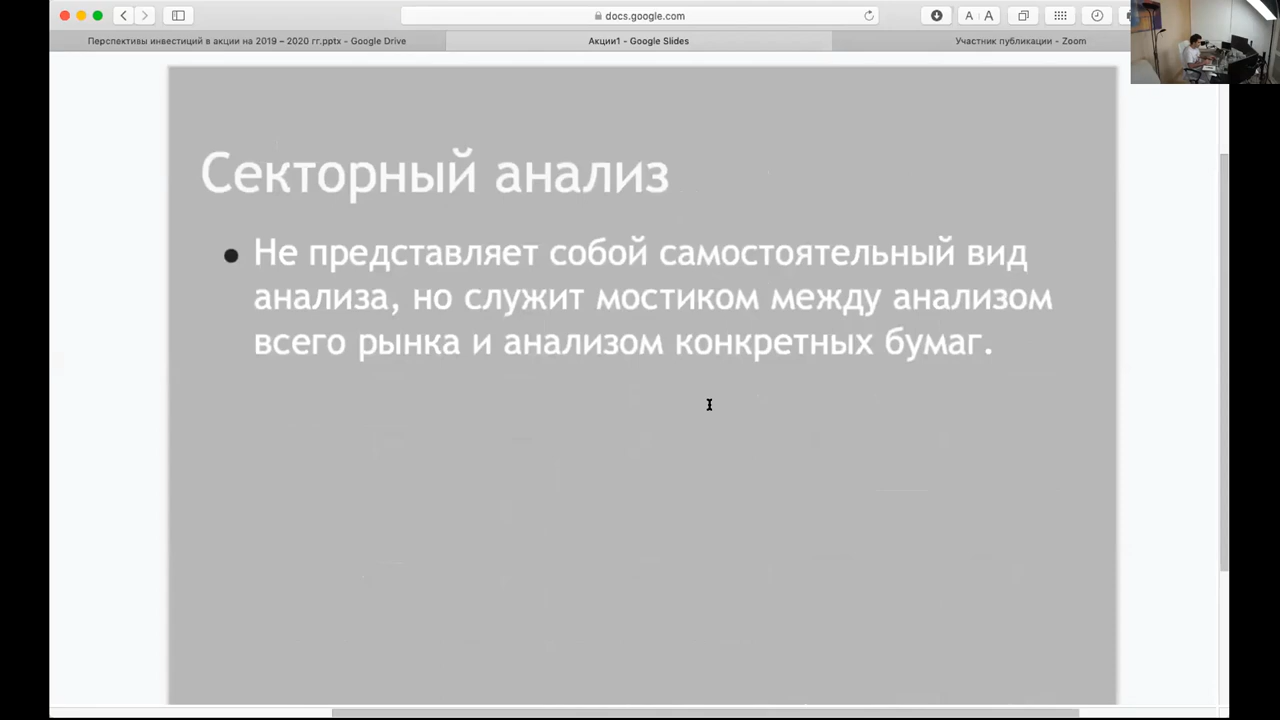 docs.google.com
A A
Перспективы инвестиций в акции на 2019 – 2020 гг.pptx - Google Drive
Акции1 - Google Slides
Участник публикации - Zoom
Секторный анализ
Не представляет собой самостоятельный вид
анализа, но служит мостиком между анализом
всего рынка и анализом конкретных бумаг.